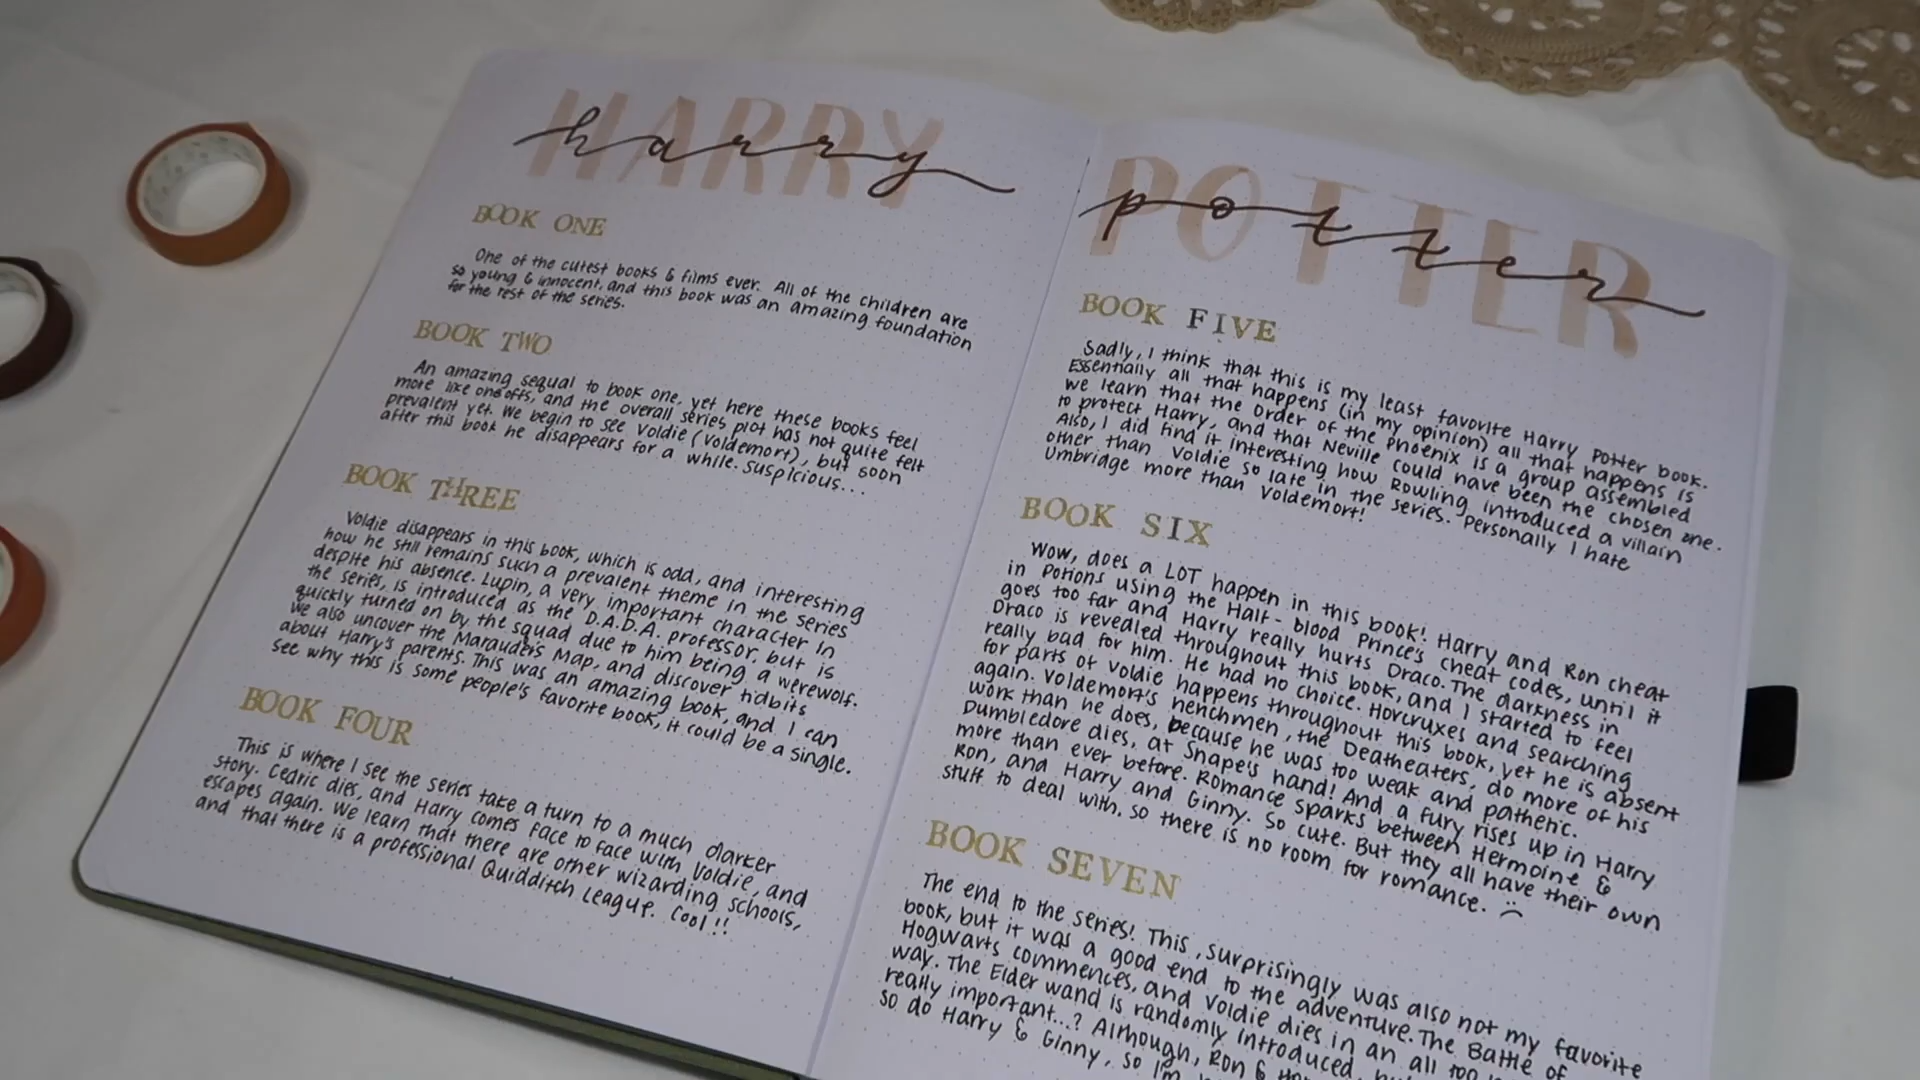 HARRY
harry
BOOK ONE
One of the cutest books & films ever. All of the children are
so young & innocent, and this book was an amazing foundation
for the rest of the series.
BOOK TWO
An amazing sequal to book one, yet here these books feel
more like one offs, and the overall series plot has not quite felt
prevalent yet. We begin to see Voldie (Voldemort), but soon
after this book he disappears for a while. Suspicious...
BOOK THREE
Voldie disappears in this book, which is odd, and interesting
how he still remains such a prevalent theme in the series
despite his absence. Lupin, a very important character in
the series, is introduced as the D.A.D.A. professor, but is
quickly turned on by the squad due to him being a werewolf.
We also uncover the Marauder's Map, and discover tidbits
about Harry's parents. This was an amazing book, and I can
see why this is some people's favorite book, it could be a single.
BOOK FOUR
This is where I see the series take a turn to a much darker
story. Cedric dies, and Harry comes face to face with Voldie, and
escapes again. We learn that there are other wizarding schools,
and that there is a professional Quidditch League. Cool!!
POTTER
potter
BOOK FIVE
Sadly, I think that this is my least favorite Harry Potter book.
Essentially all that happens (in my opinion), all that happens is
we learn that the Order of the Phoenix is a group assembled
to protect Harry, and that Neville could have been the chosen one.
Also, I did find it interesting how Rowling introduced a villain
other than Voldie so late in the series. Personally I hate
Umbridge more than Voldemort!
BOOK SIX
Wow, does a LOT happen in this book! Harry and Ron cheat
in Potions using the Half-blood Prince's cheat codes, until it
goes too far and Harry really hurts Draco. The darkness in
Draco is revealed throughout this book, and I started to feel
really bad for him. He had no choice. Horcruxes and searching
for parts of Voldie happens throughout this book, yet he is absent
again. Voldemort's henchmen, the Deatheaters, do more of his
work than he does, because he was too weak and pathetic.
Dumbledore dies, at Snape's hand! And a fury rises up in Harry
more than ever before. Romance sparks between Hermoine &
Ron, and Harry and Ginny. So cute. But they all have their own
stuff to deal with, so there is no room for romance. :(
BOOK SEVEN
The end to the series! This, surprisingly was also not my favorite
book, but it was a good end to the adventure. The Battle of
Hogwarts commences, and Voldie dies in an all too
way. The Elder wand is randomly introduced,
really important...? Although, Ron &
so do Harry & Ginny, so I'm